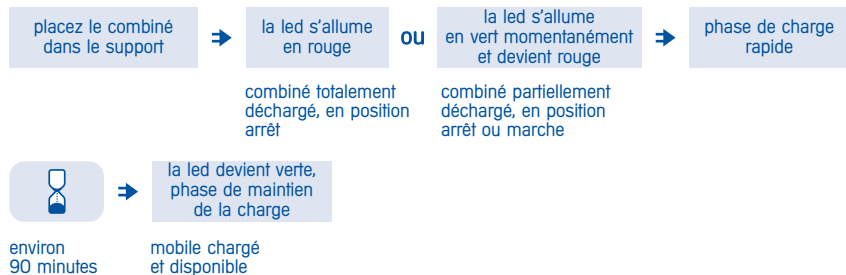 placez le combiné
dans le support
la led s'allume
en rouge
ou
la led s'allume
en vert momentanément
et devient rouge
phase de charge
rapide
combiné totalement
déchargé, en position
arrêt
combiné partiellement
déchargé, en position
arrêt ou marche
la led devient verte,
phase de maintien
de la charge
environ
90 minutes
mobile chargé
et disponible